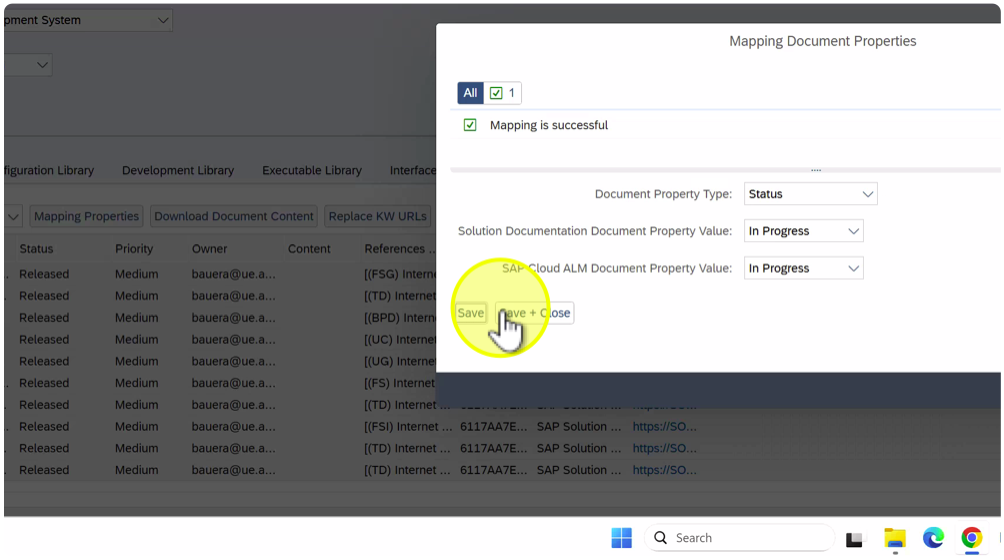 pment System
Mapping Document Properties
All 1
Mapping is successful
figuration Library Development Library Executable Library Interface
Document Property Type: Status
Mapping Properties Download Document Content Replace KW URLs
Solution Documentation Document Property Value: In Progress
Status Priority Owner Content References ...
SAP Cloud ALM Document Property Value: In Progress
Released Medium bauera@ue.a... [(FSG) Interne
Released Medium bauera@ue.a... [(TD) Internet
Save Save + Close
Released Medium bauera@ue.a... [(BPD) Interne
Released Medium bauera@ue.a... [(UC) Internet
Released Medium bauera@ue.a... [(UG) Internet
Released Medium bauera@ue.a... [(FS) Internet
Released Medium bauera@ue.a... [(TD) Internet ... 6117AA7E... SAP Solution ... https://SO...
Released Medium bauera@ue.a... [(FSI) Internet ... 6117AA7E... SAP Solution ... https://SO...
Released Medium bauera@ue.a... [(TD) Internet ... 6117AA7E... SAP Solution ... https://SO...
Released Medium bauera@ue.a... [(TD) Internet ... 6117AA7E... SAP Solution ... https://SO...
Search